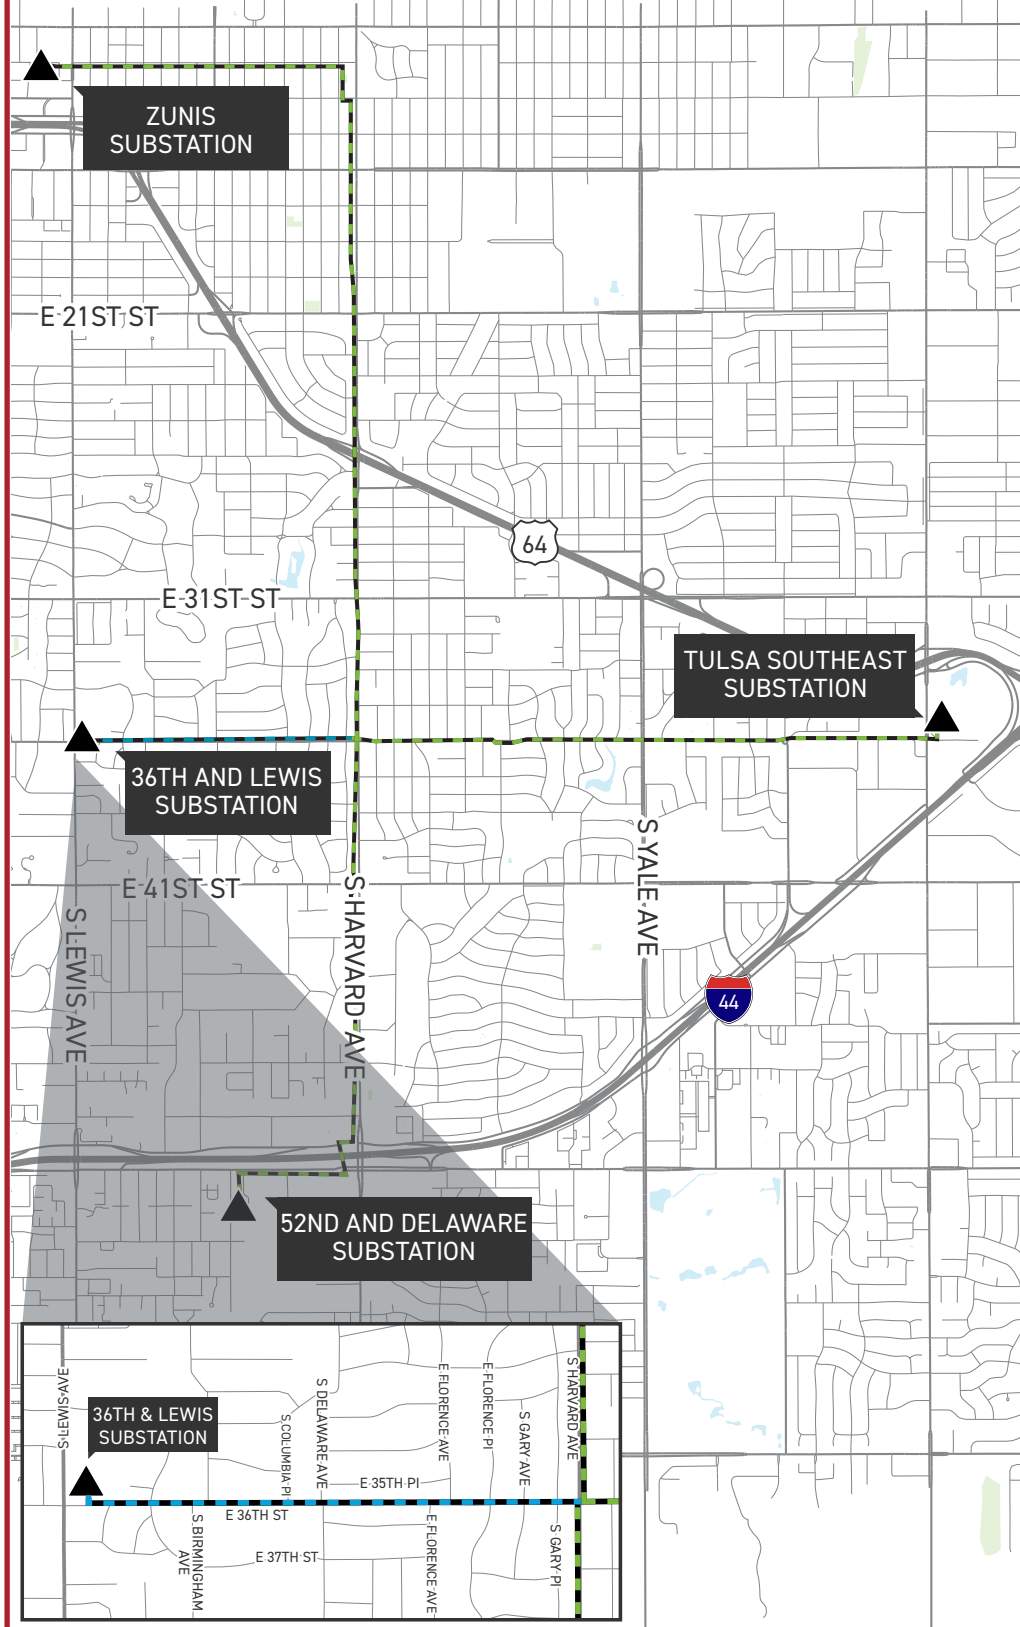 ZUNIS
SUBSTATION
E 21ST ST
64
E 31ST ST
TULSA SOUTHEAST
SUBSTATION
36TH AND LEWIS
SUBSTATION
S YALE AVE
E 41ST ST
S HARVARD AVE
S LEWIS AVE
44
52ND AND DELAWARE
SUBSTATION
S LEWIS AVE
36TH & LEWIS
SUBSTATION
S COLUMBIA Pl
S DELAWARE AVE
E FLORENCE AVE
E FLORENCE Pl
S GARY AVE
S HARVARD AVE
E 35TH Pl
E 36TH ST
S BIRMINGHAM
AVE
E 37TH ST
E FLORENCE AVE
S GARY Pl